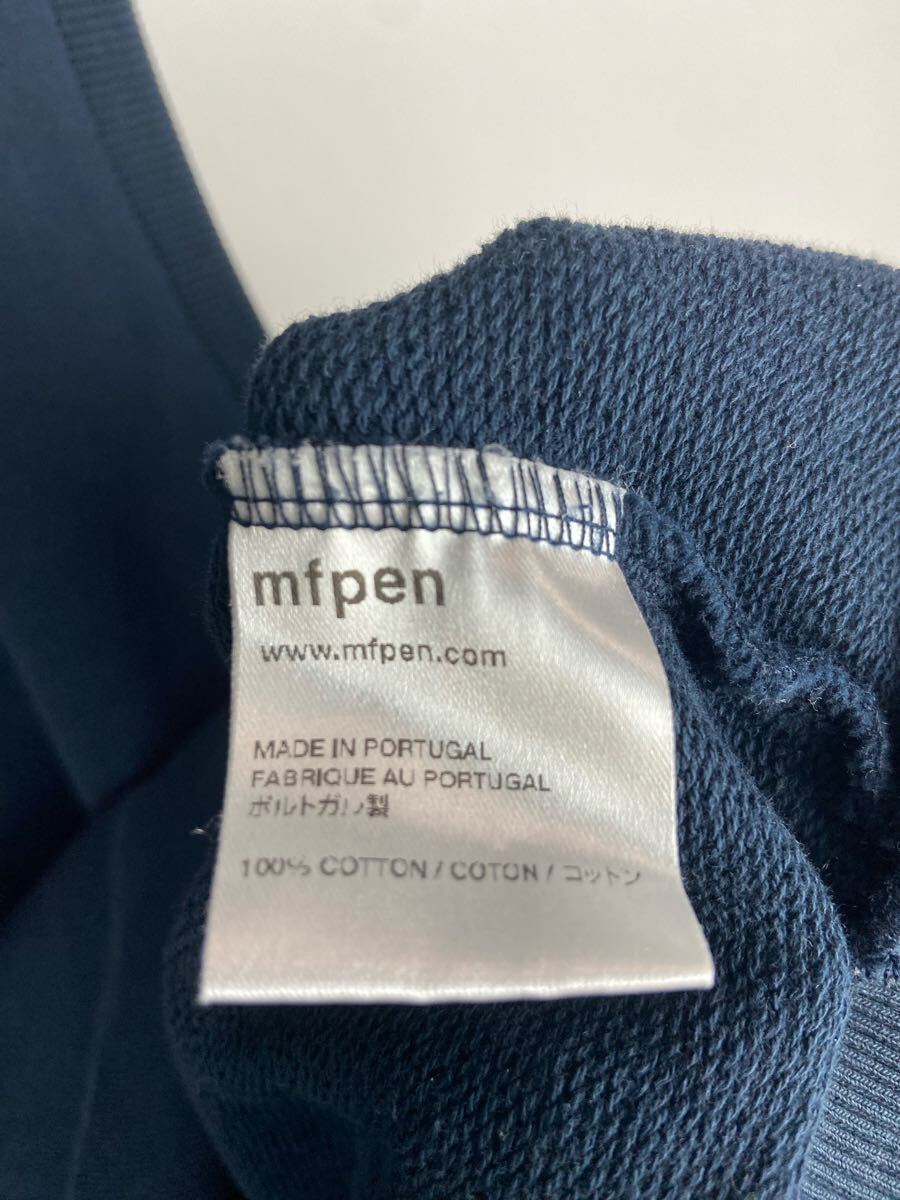 mfpen
www.mfpen.com
MADE IN PORTUGAL
FABRIQUE AU PORTUGAL
ポルトガル製
100% COTTON / COTON / コットン